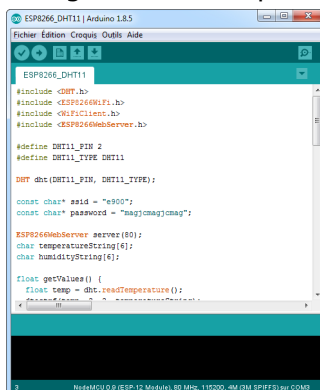 ESP8266_DHT11 | Arduino 1.8.5
Fichier Édition Croquis Outils Aide
ESP8266_DHT11
#include <DHT.h>
#include <ESP8266WiFi.h>
#include <WiFiClient.h>
#include <ESP8266WebServer.h>
#define DHT11_PIN 2
#define DHT11_TYPE DHT11
DHT dht(DHT11_PIN, DHT11_TYPE);
const char* ssid = "e900";
const char* password = "magjcmagjcmag";
ESP8266WebServer server(80);
char temperatureString[6];
char humidityString[6];
float getValues() {
float temp = dht.readTemperature();
3
NodeMCU 0.9 (ESP-12 Module), 80 MHz, 115200, 4M (3M SPIFFS) sur COM3